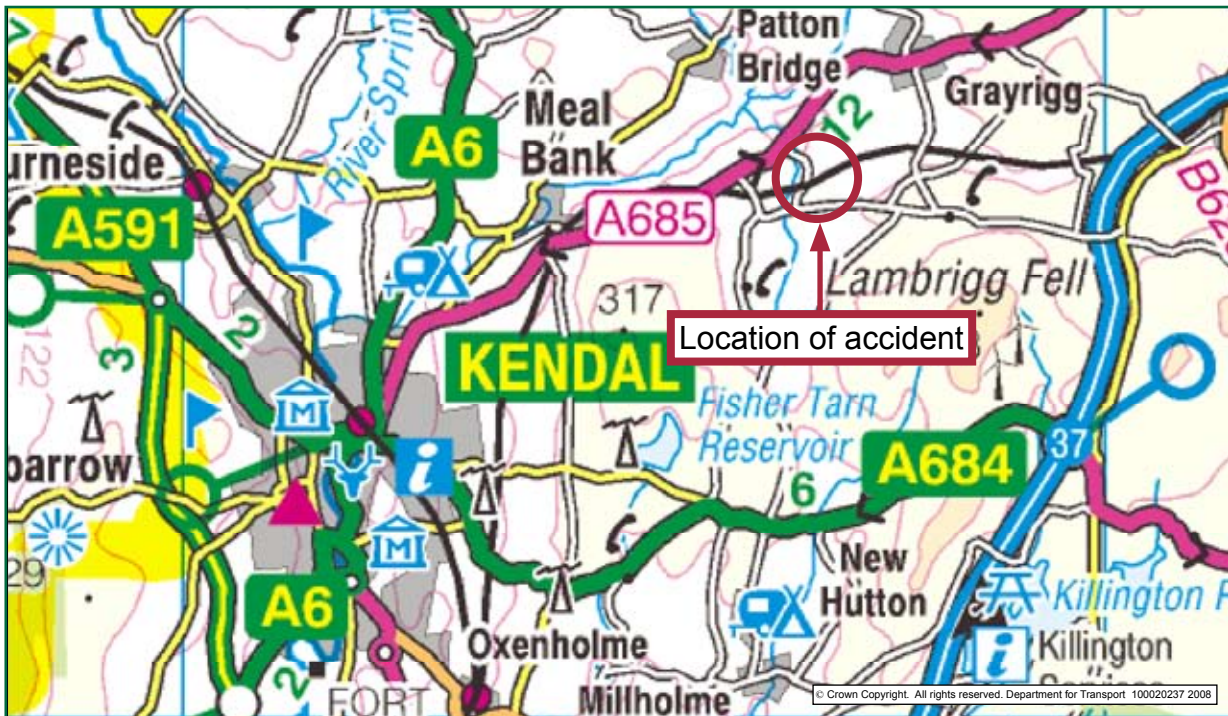 Patton
Bridge
Grayrigg
12
River Sprint
A6
Meal
Bank
urneside
A591
A685
B62
Lambrigg Fell
317
Location of accident
2
3
122
KENDAL
Fisher Tarn
Reservoir
A684
37
6
barrow
M
i
M
29
New
Hutton
Killington R
A6
Oxenholme
i
Killington
2
FORT
Millholme
© Crown Copyright. All rights reserved. Department for Transport 100020237 2008